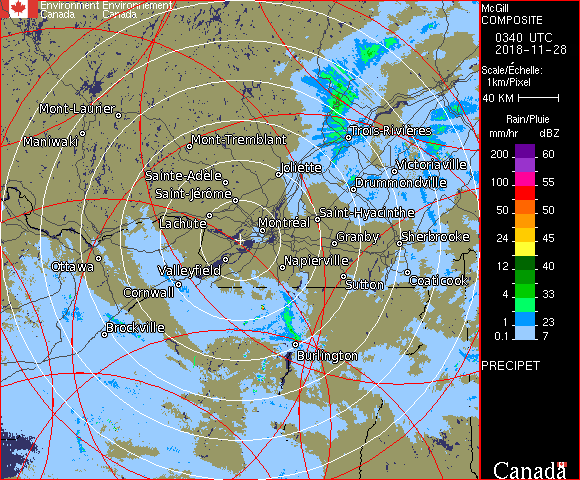 Environment Environnement
Canada Canada
Mont-Laurier
Maniwaki
Mont-Tremblant
Trois-Rivières
Joliette
Victoriaville
Sainte-Adèle
Drummondville
Saint-Jérôme
Lachute
Saint-Hyacinthe
Montréal
Granby
Sherbrooke
Ottawa
Valleyfield
Napierville
Cornwall
Sutton
Coaticook
Brockville
Burlington
McGill
COMPOSITE
0340 UTC
2018-11-28
Scale/Échelle:
1km/Pixel
40 KM
Rain/Pluie
mm/hr dBZ
200 60
100 55
50 50
24 45
12 40
4 33
1 23
0.1 7
PRECIPET
Canada